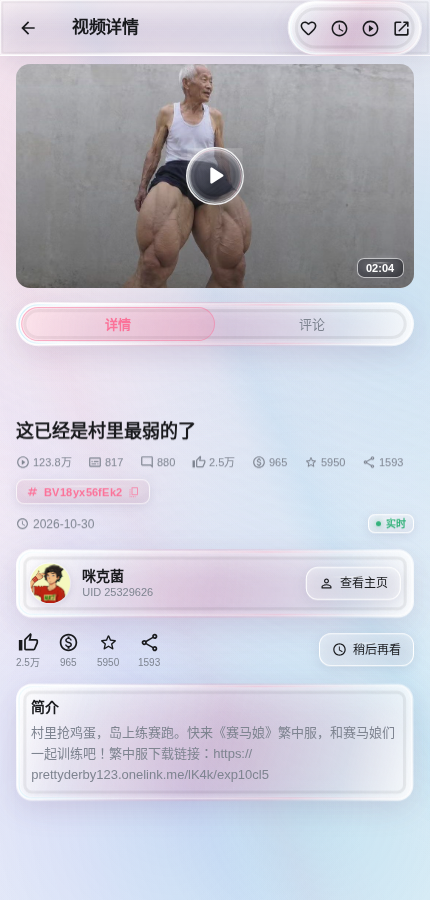 视频详情
02:04
详情 评论
这已经是村里最弱的了
123.8万 817 880 2.5万 965 5950 1593
# BV18yx56fEk2
2026-10-30 实时
咪克菌
UID 25329626
查看主页
2.5万 965 5950 1593
稍后再看
简介
村里抢鸡蛋，岛上练赛跑。快来《赛马娘》繁中服，和赛马娘们
一起训练吧！繁中服下载链接：https://
prettyderby123.onelink.me/lK4k/exp10cl5